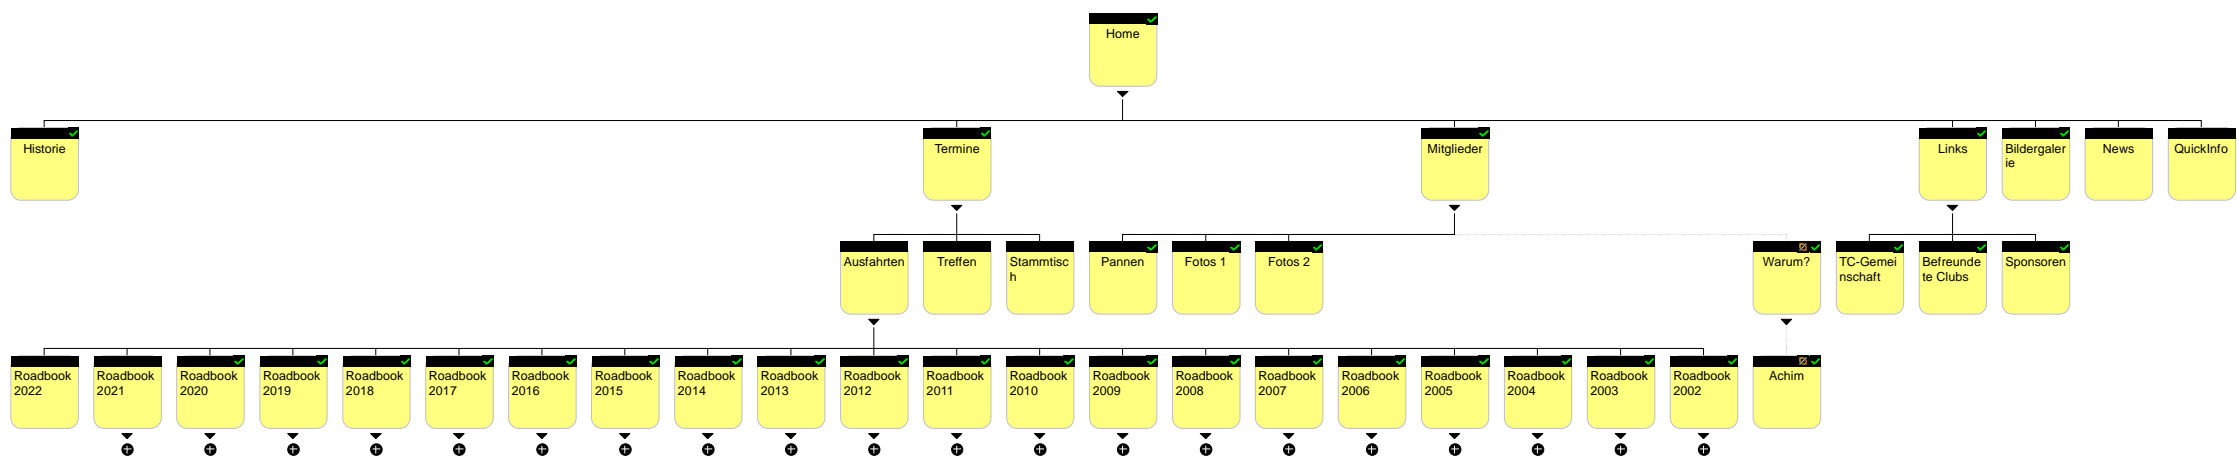 Home
Historie
Termine
Mitglieder
Links
Bildergaler
ie
News
QuickInfo
Ausfahrten
Treffen
Stammtisc
h
Pannen
Fotos 1
Fotos 2
Warum?
TC-Gemei
nschaft
Befreunde
te Clubs
Sponsoren
Roadbook
2022
Roadbook
2021
Roadbook
2020
Roadbook
2019
Roadbook
2018
Roadbook
2017
Roadbook
2016
Roadbook
2015
Roadbook
2014
Roadbook
2013
Roadbook
2012
Roadbook
2011
Roadbook
2010
Roadbook
2009
Roadbook
2008
Roadbook
2007
Roadbook
2006
Roadbook
2005
Roadbook
2004
Roadbook
2003
Roadbook
2002
Achim